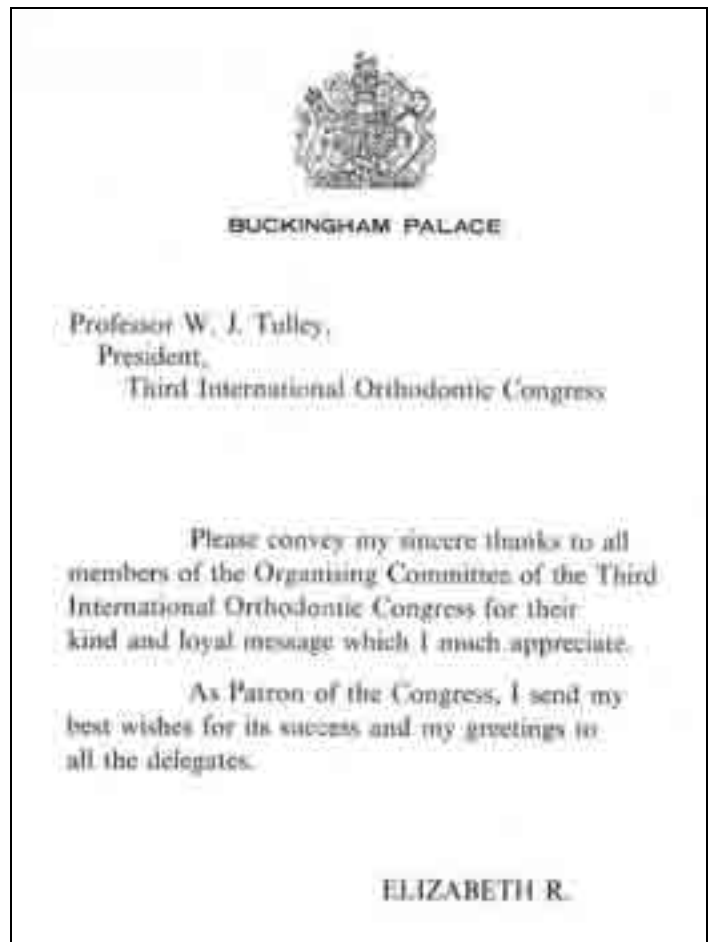 BUCKINGHAM PALACE
Professor W. J. Tulley,
President,
Third International Orthodontic Congress
Please convey my sincere thanks to all
members of the Organising Committee of the Third
International Orthodontic Congress for their
kind and loyal message which I much appreciate.
As Patron of the Congress, I send my
best wishes for its success and my greetings to
all the delegates.
ELIZABETH R.